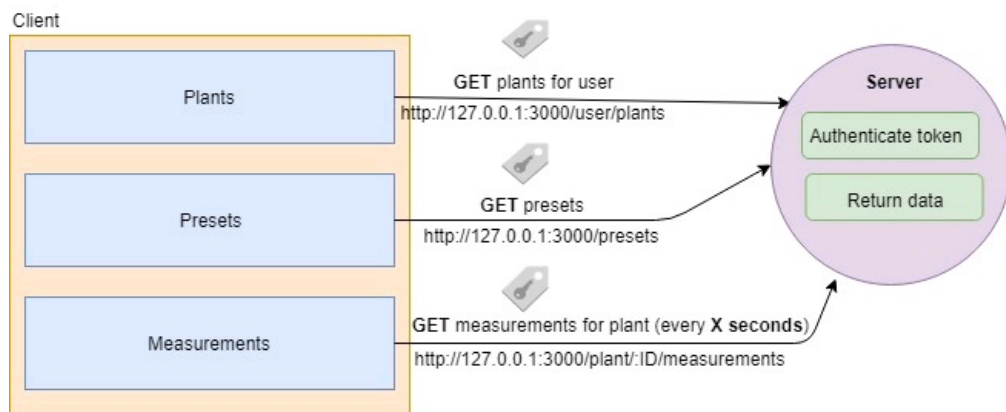 Client
Plants
GET plants for user
http://127.0.0.1:3000/user/plants
Server
Authenticate token
Return data
Presets
GET presets
http://127.0.0.1:3000/presets
Measurements
GET measurements for plant (every X seconds)
http://127.0.0.1:3000/plant/:ID/measurements